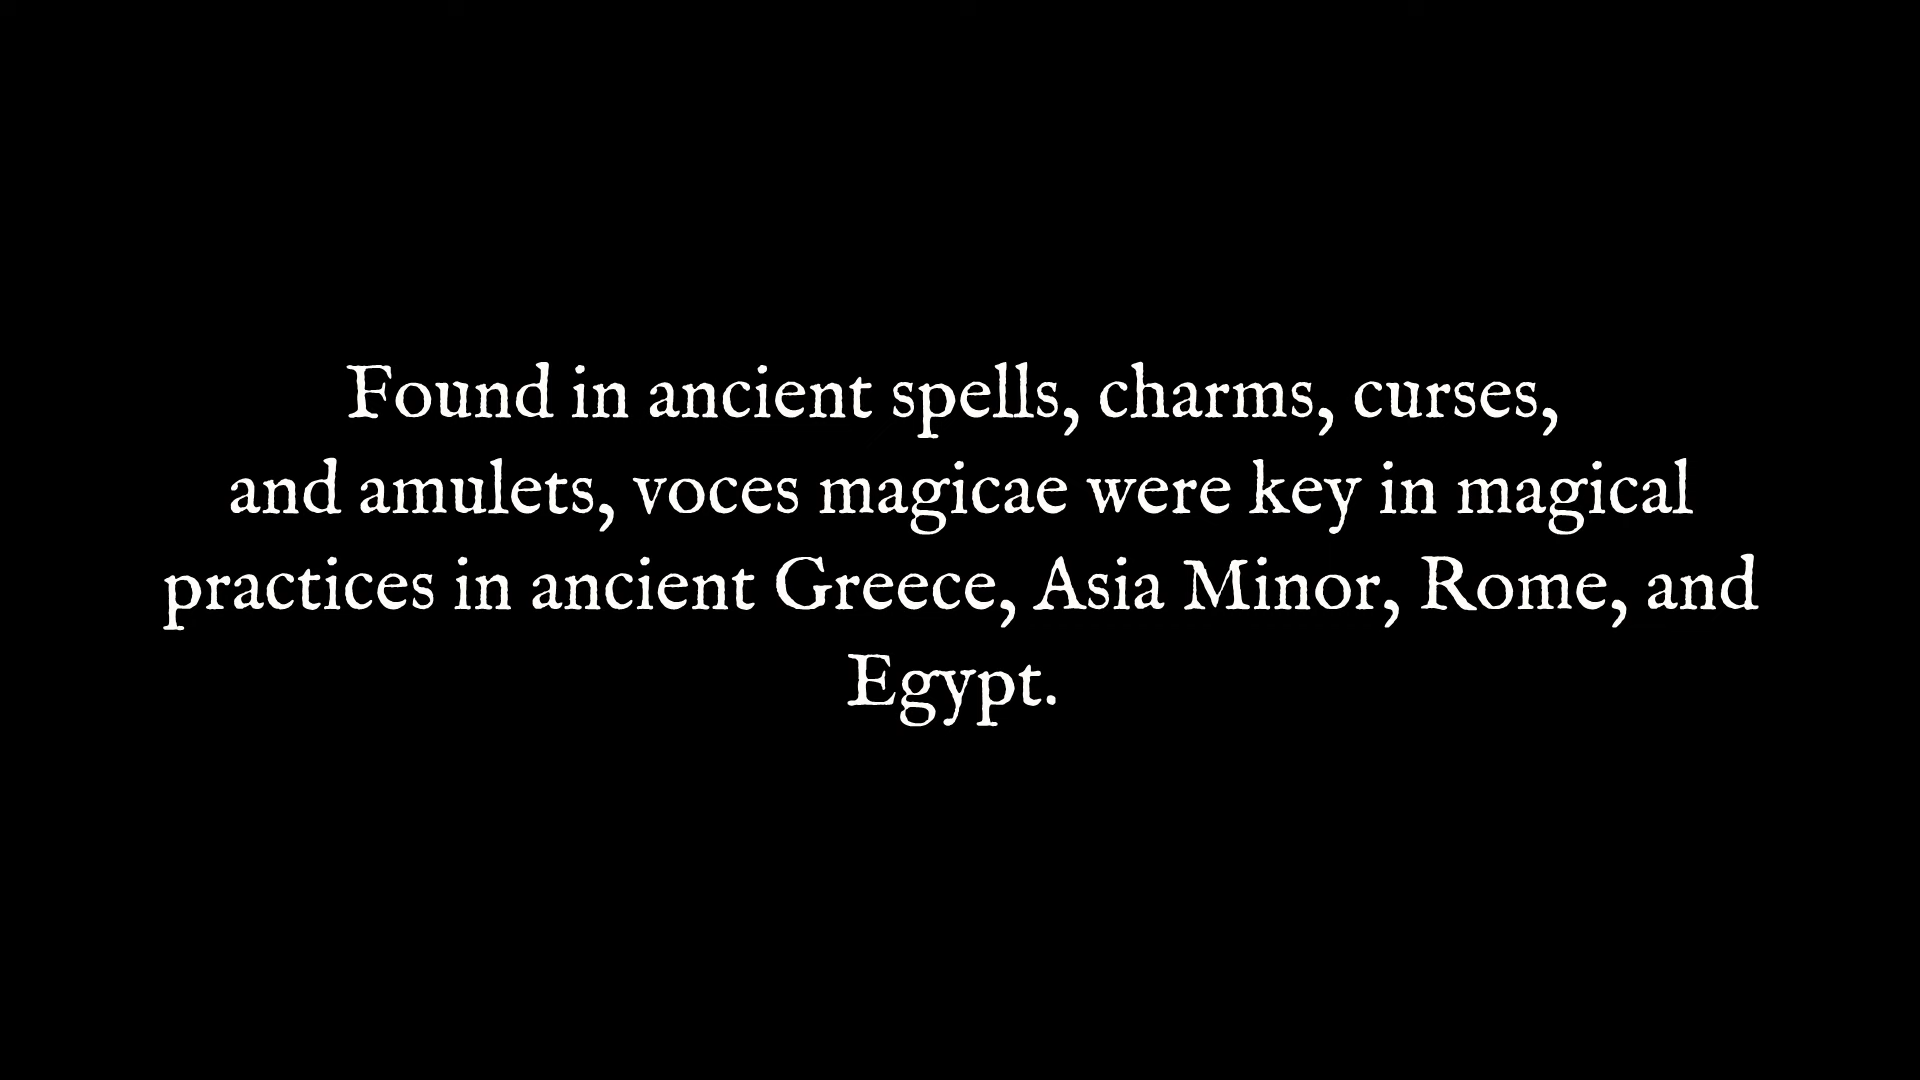 Found in ancient spells, charms, curses,
and amulets, voces magicae were key in magical
practices in ancient Greece, Asia Minor, Rome, and
Egypt.